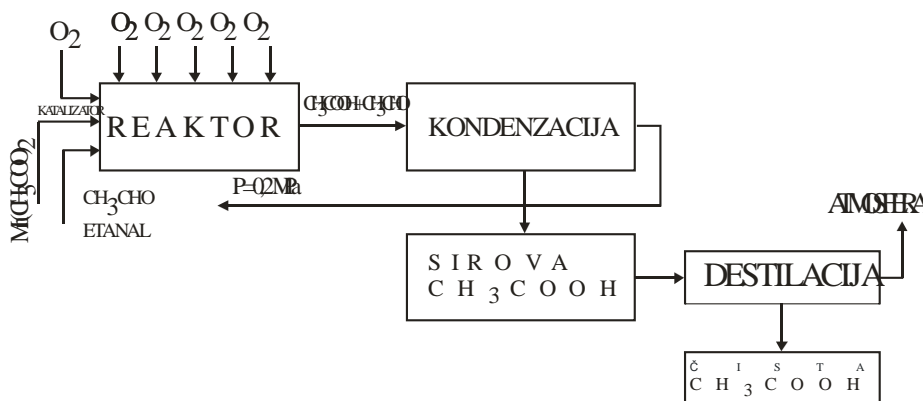 O2
O2 O2 O2 O2 O2
KATALIZATOR
REAKTOR
CH3COOH+CH3CHO
KONDENZACIJA
Mn(CH3COO)2
P=0,2MPa
CH3CHO
ETANAL
ATMOSFERA
SIROVA
CH3COOH
DESTILACIJA
ČISTA
CH3COOH